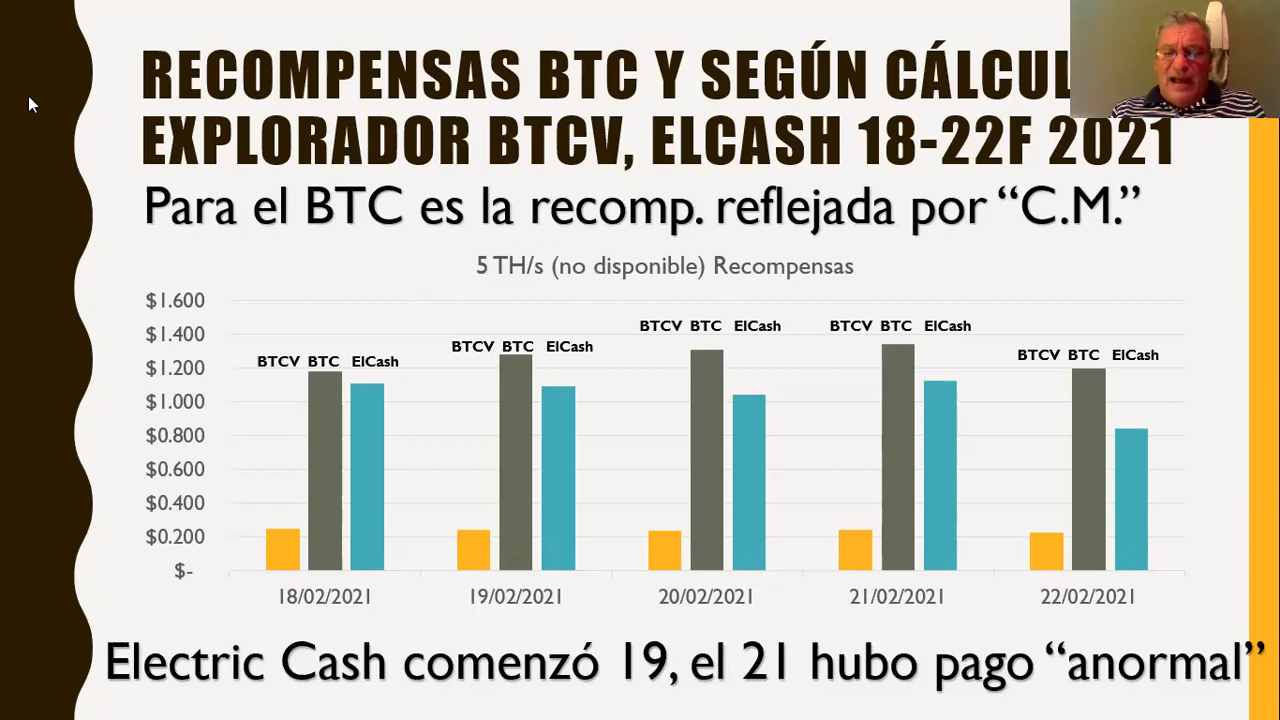 RECOMPENSAS BTC Y SEGÚN CÁLCUL
EXPLORADOR BTCV, ELCASH 18-22F 2021
Para el BTC es la recomp. reflejada por “C.M.”
5 TH/s (no disponible) Recompensas
$1.600
$1.400
$1.200
$1.000
$0.800
$0.600
$0.400
$0.200
$-
BTCV BTC ElCash
BTCV BTC ElCash
BTCV BTC ElCash
BTCV BTC ElCash
BTCV BTC ElCash
18/02/2021 19/02/2021 20/02/2021 21/02/2021 22/02/2021
Electric Cash comenzó 19, el 21 hubo pago “anormal”